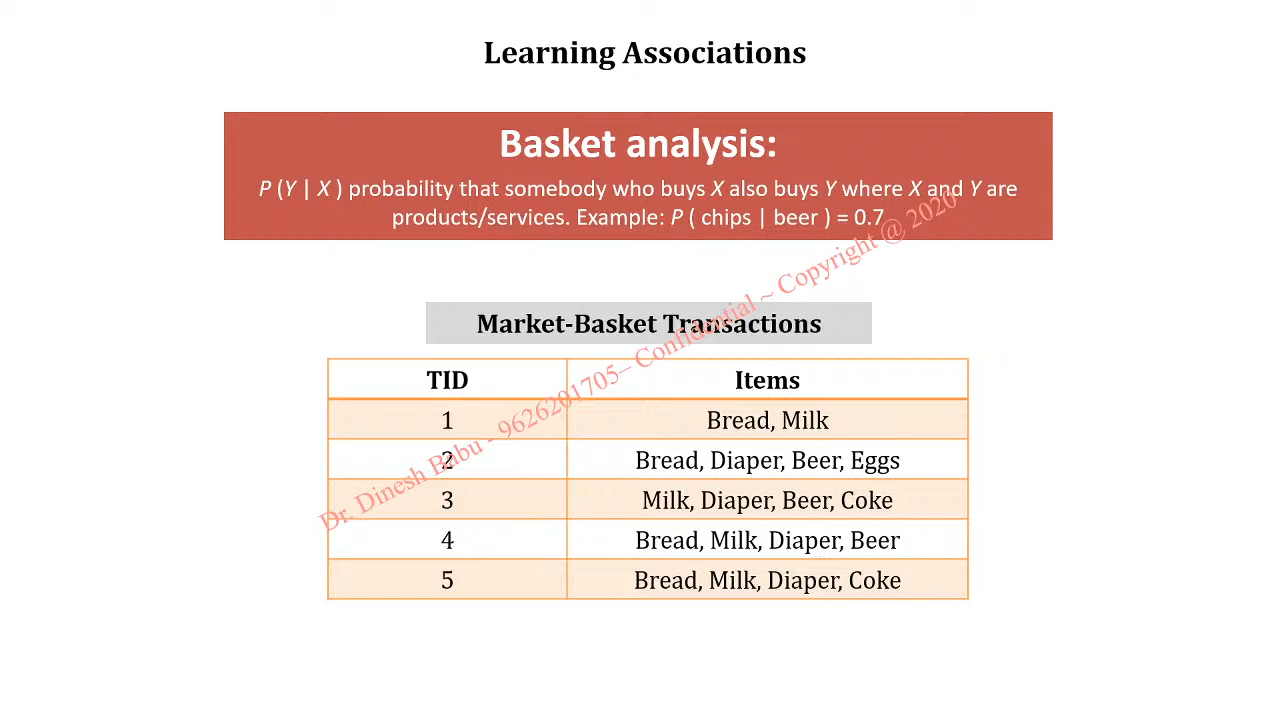 Learning Associations
Basket analysis:
P (Y | X ) probability that somebody who buys X also buys Y where X and Y are
products/services. Example: P ( chips | beer ) = 0.7
Market-Basket Transactions
TID Items
1 Bread, Milk
2 Bread, Diaper, Beer, Eggs
3 Milk, Diaper, Beer, Coke
4 Bread, Milk, Diaper, Beer
5 Bread, Milk, Diaper, Coke
Dr. Dinesh Babu - 9626201705– Confidential ~ Copyright @ 2020